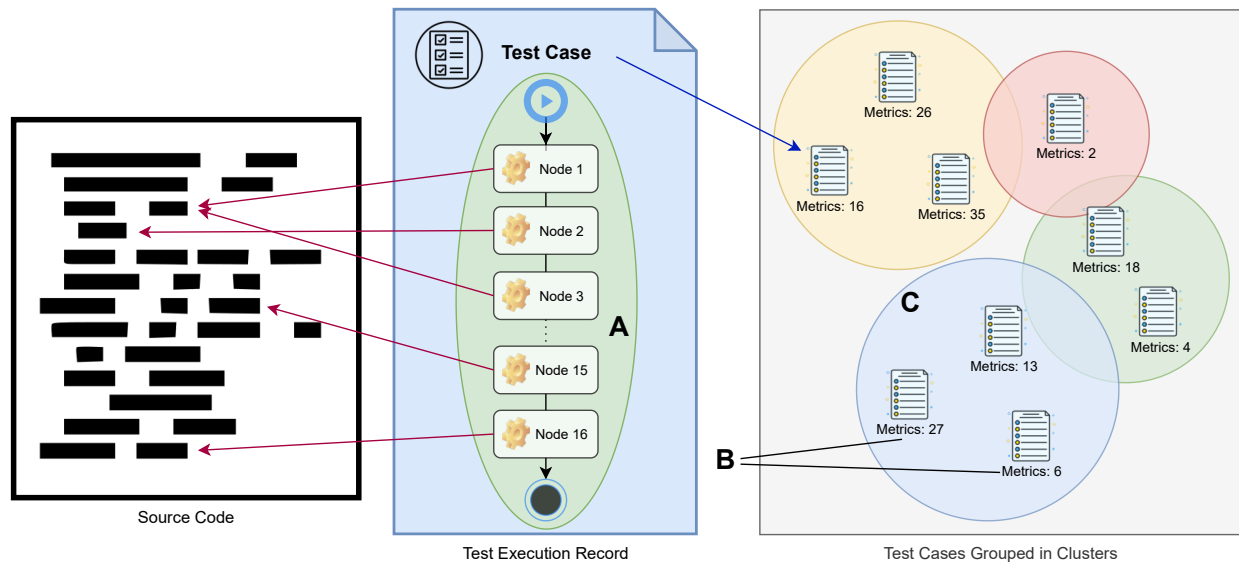 Test Case
Node 1
Node 2
Node 3
A
Node 15
Node 16
Source Code
Test Execution Record
Metrics: 26
Metrics: 2
Metrics: 16
Metrics: 35
Metrics: 18
C
Metrics: 4
Metrics: 13
Metrics: 27
B
Metrics: 6
Test Cases Grouped in Clusters